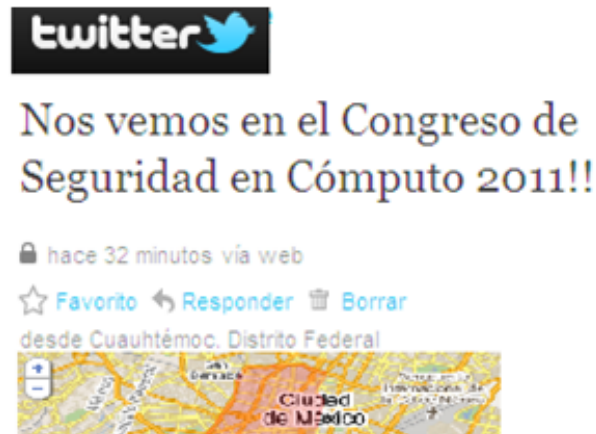 twitter
Nos vemos en el Congreso de
Seguridad en Cómputo 2011!!
hace 32 minutos vía web
Favorito Responder Borrar
desde Cuauhtémoc. Distrito Federal
Ciudad
de México